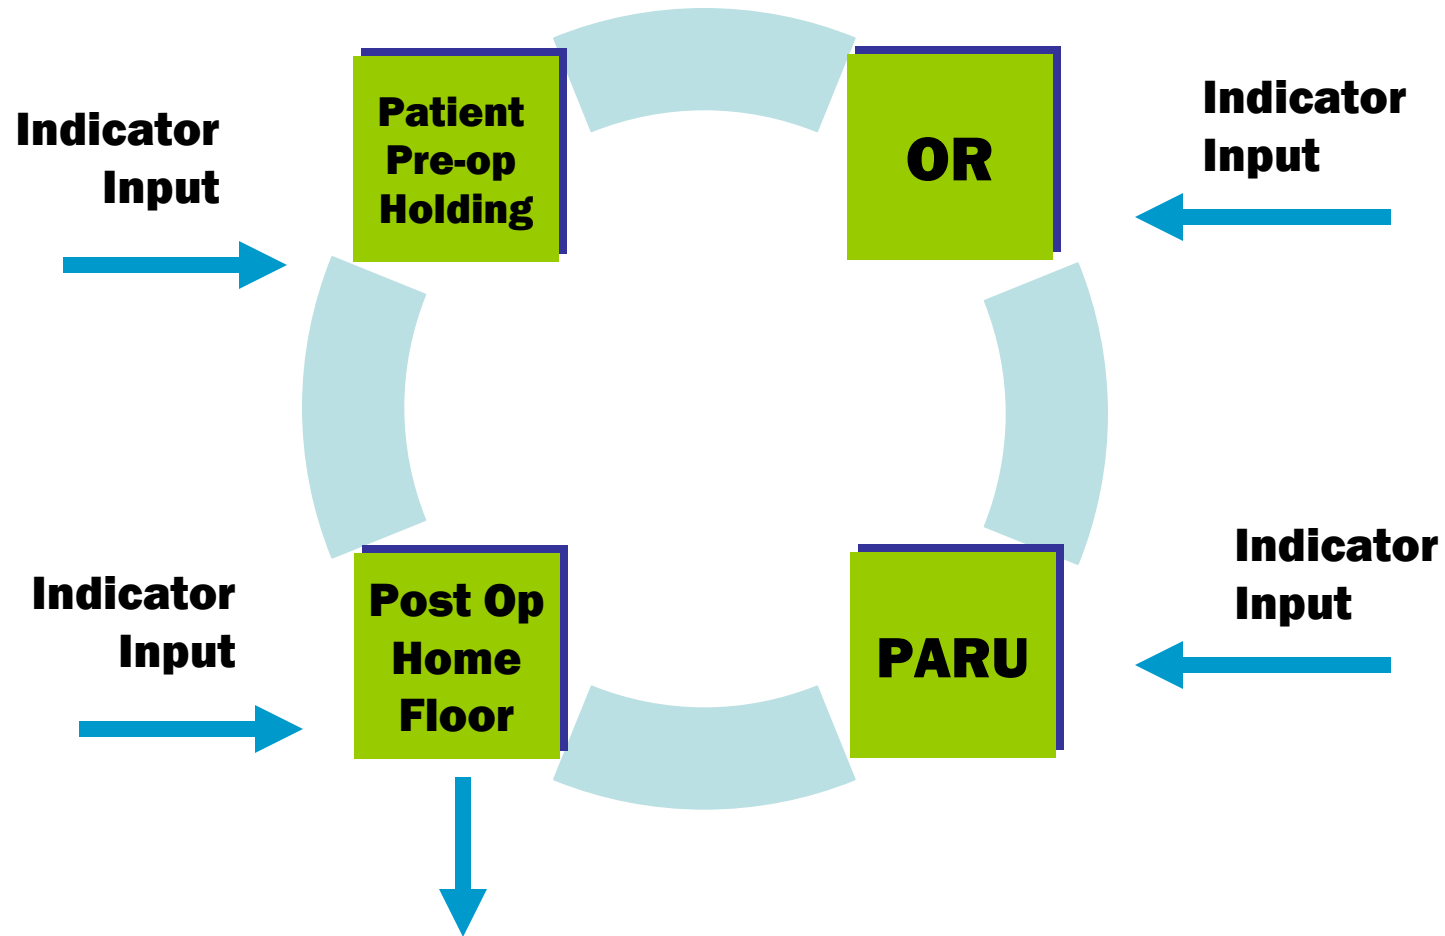 Indicator
Input
Patient
Pre-op
Holding
OR
Indicator
Input
Indicator
Input
Post Op
Home
Floor
PARU
Indicator
Input